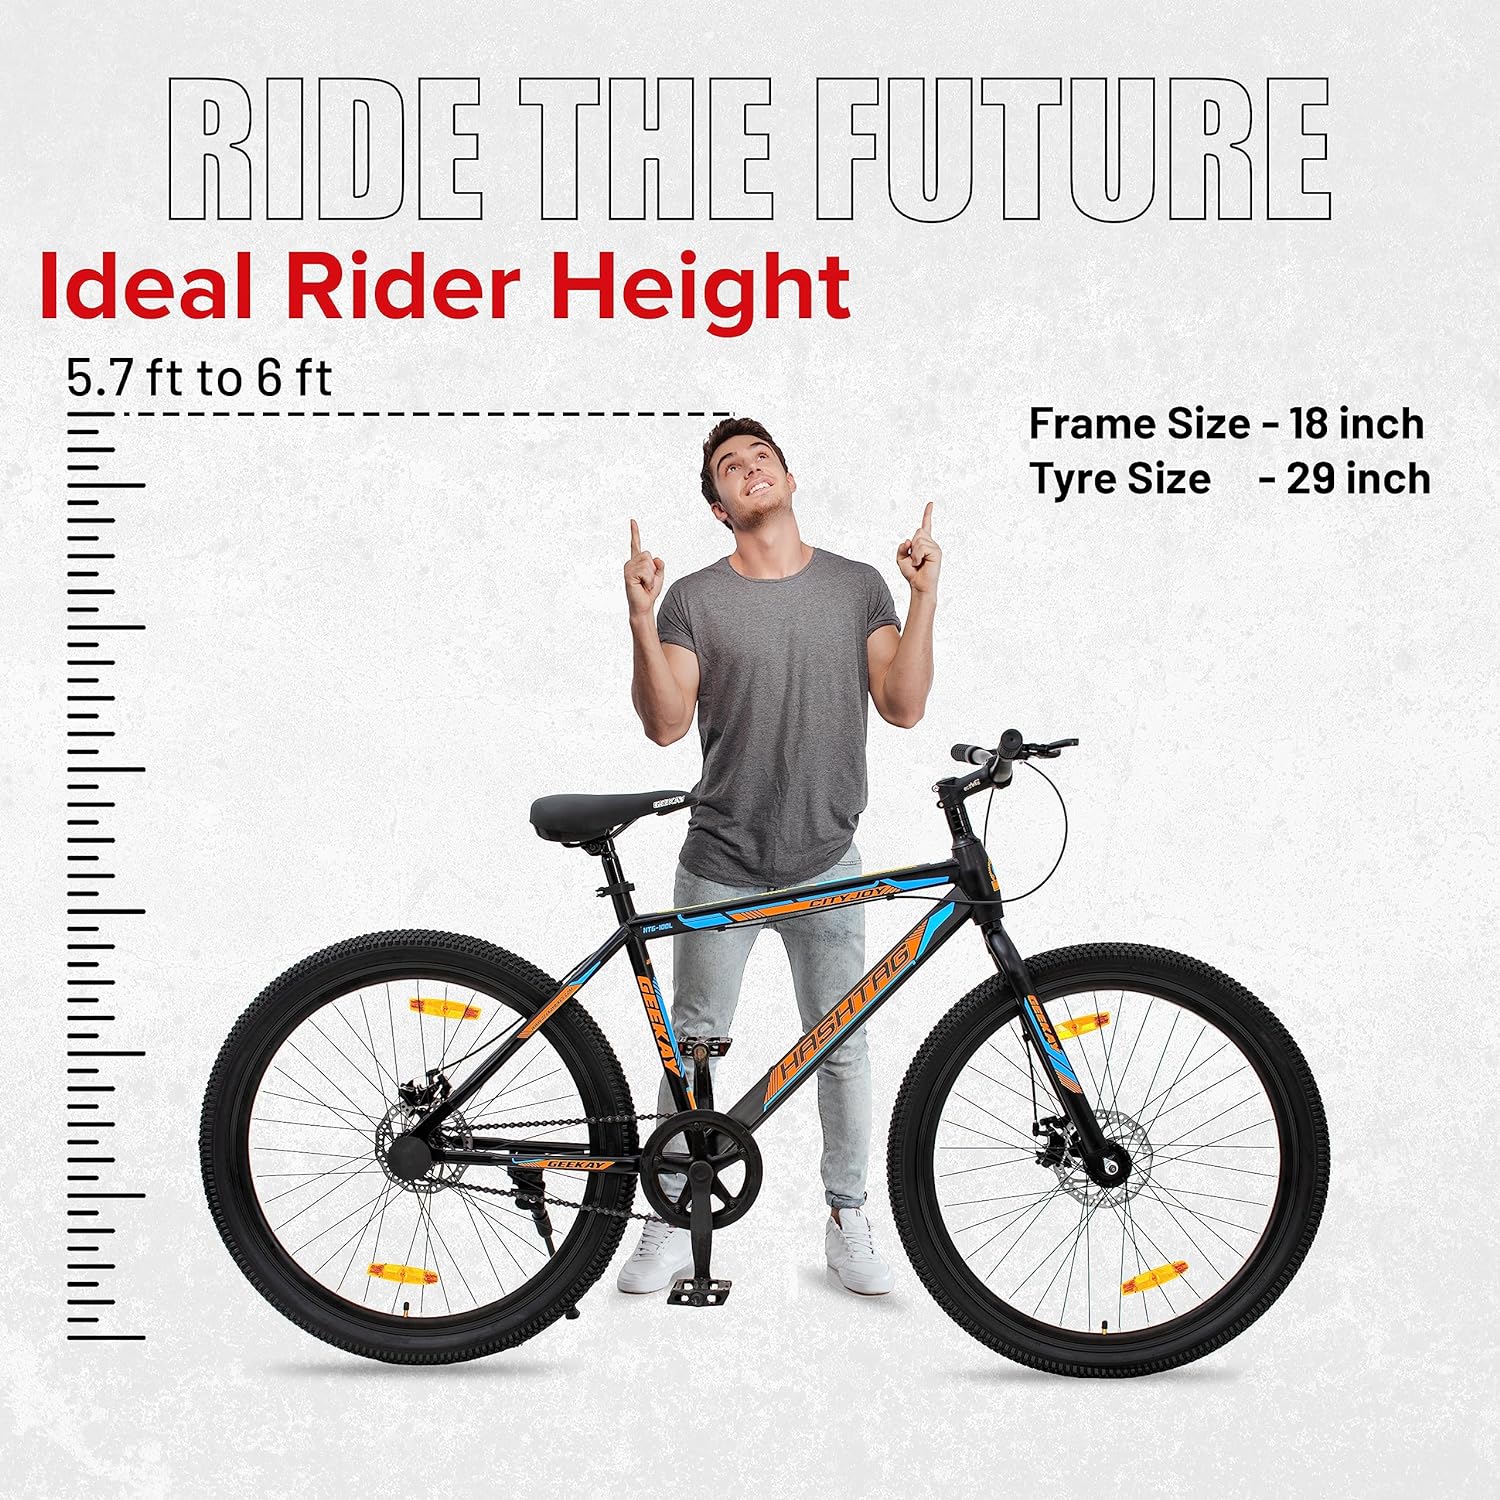 RIDE THE FUTURE
Ideal Rider Height
5.7 ft to 6 ft
Frame Size - 18 inch
Tyre Size - 29 inch
GEEKAY
CITYJOY
HTG-100L
HASHTAG
GEEKAY
GEEKAY
GEEKAY